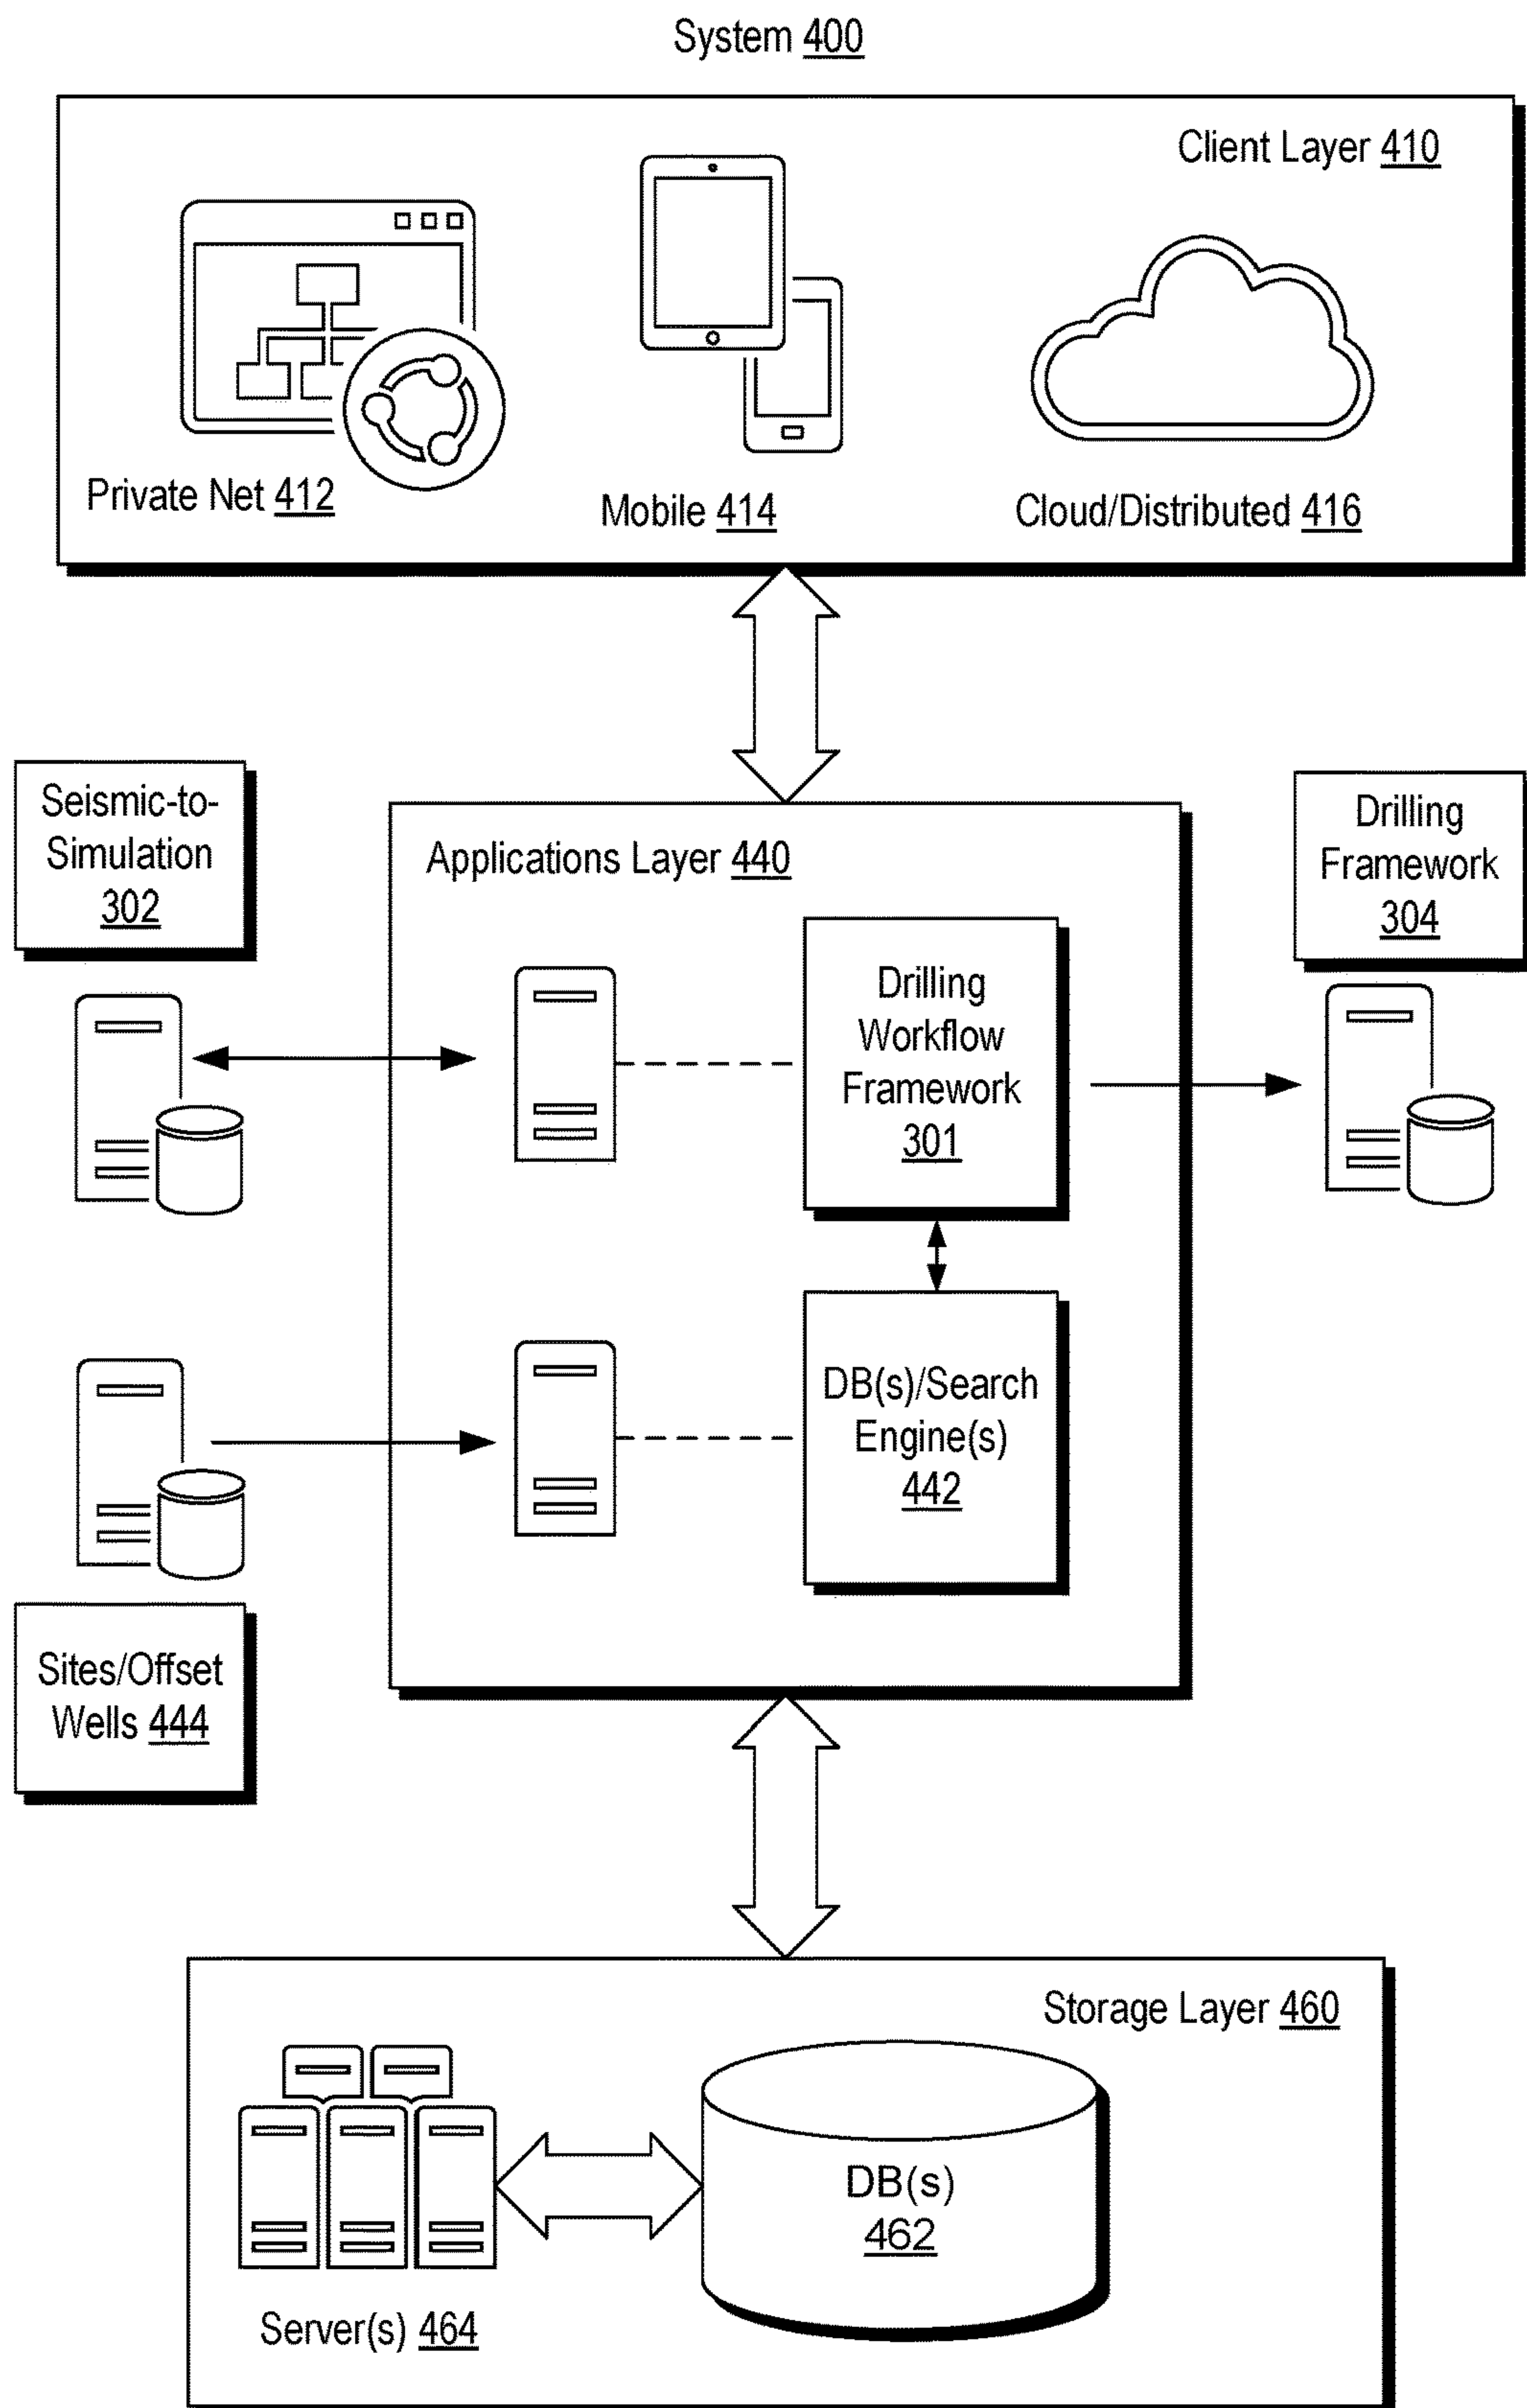 System 400
Client Layer 410
Private Net 412
Mobile 414
Cloud/Distributed 416
Seismic-to-
Simulation
302
Applications Layer 440
Drilling
Workflow
Framework
301
Drilling
Framework
304
DB(s)/Search
Engine(s)
442
Sites/Offset
Wells 444
Storage Layer 460
DB(s)
462
Server(s) 464